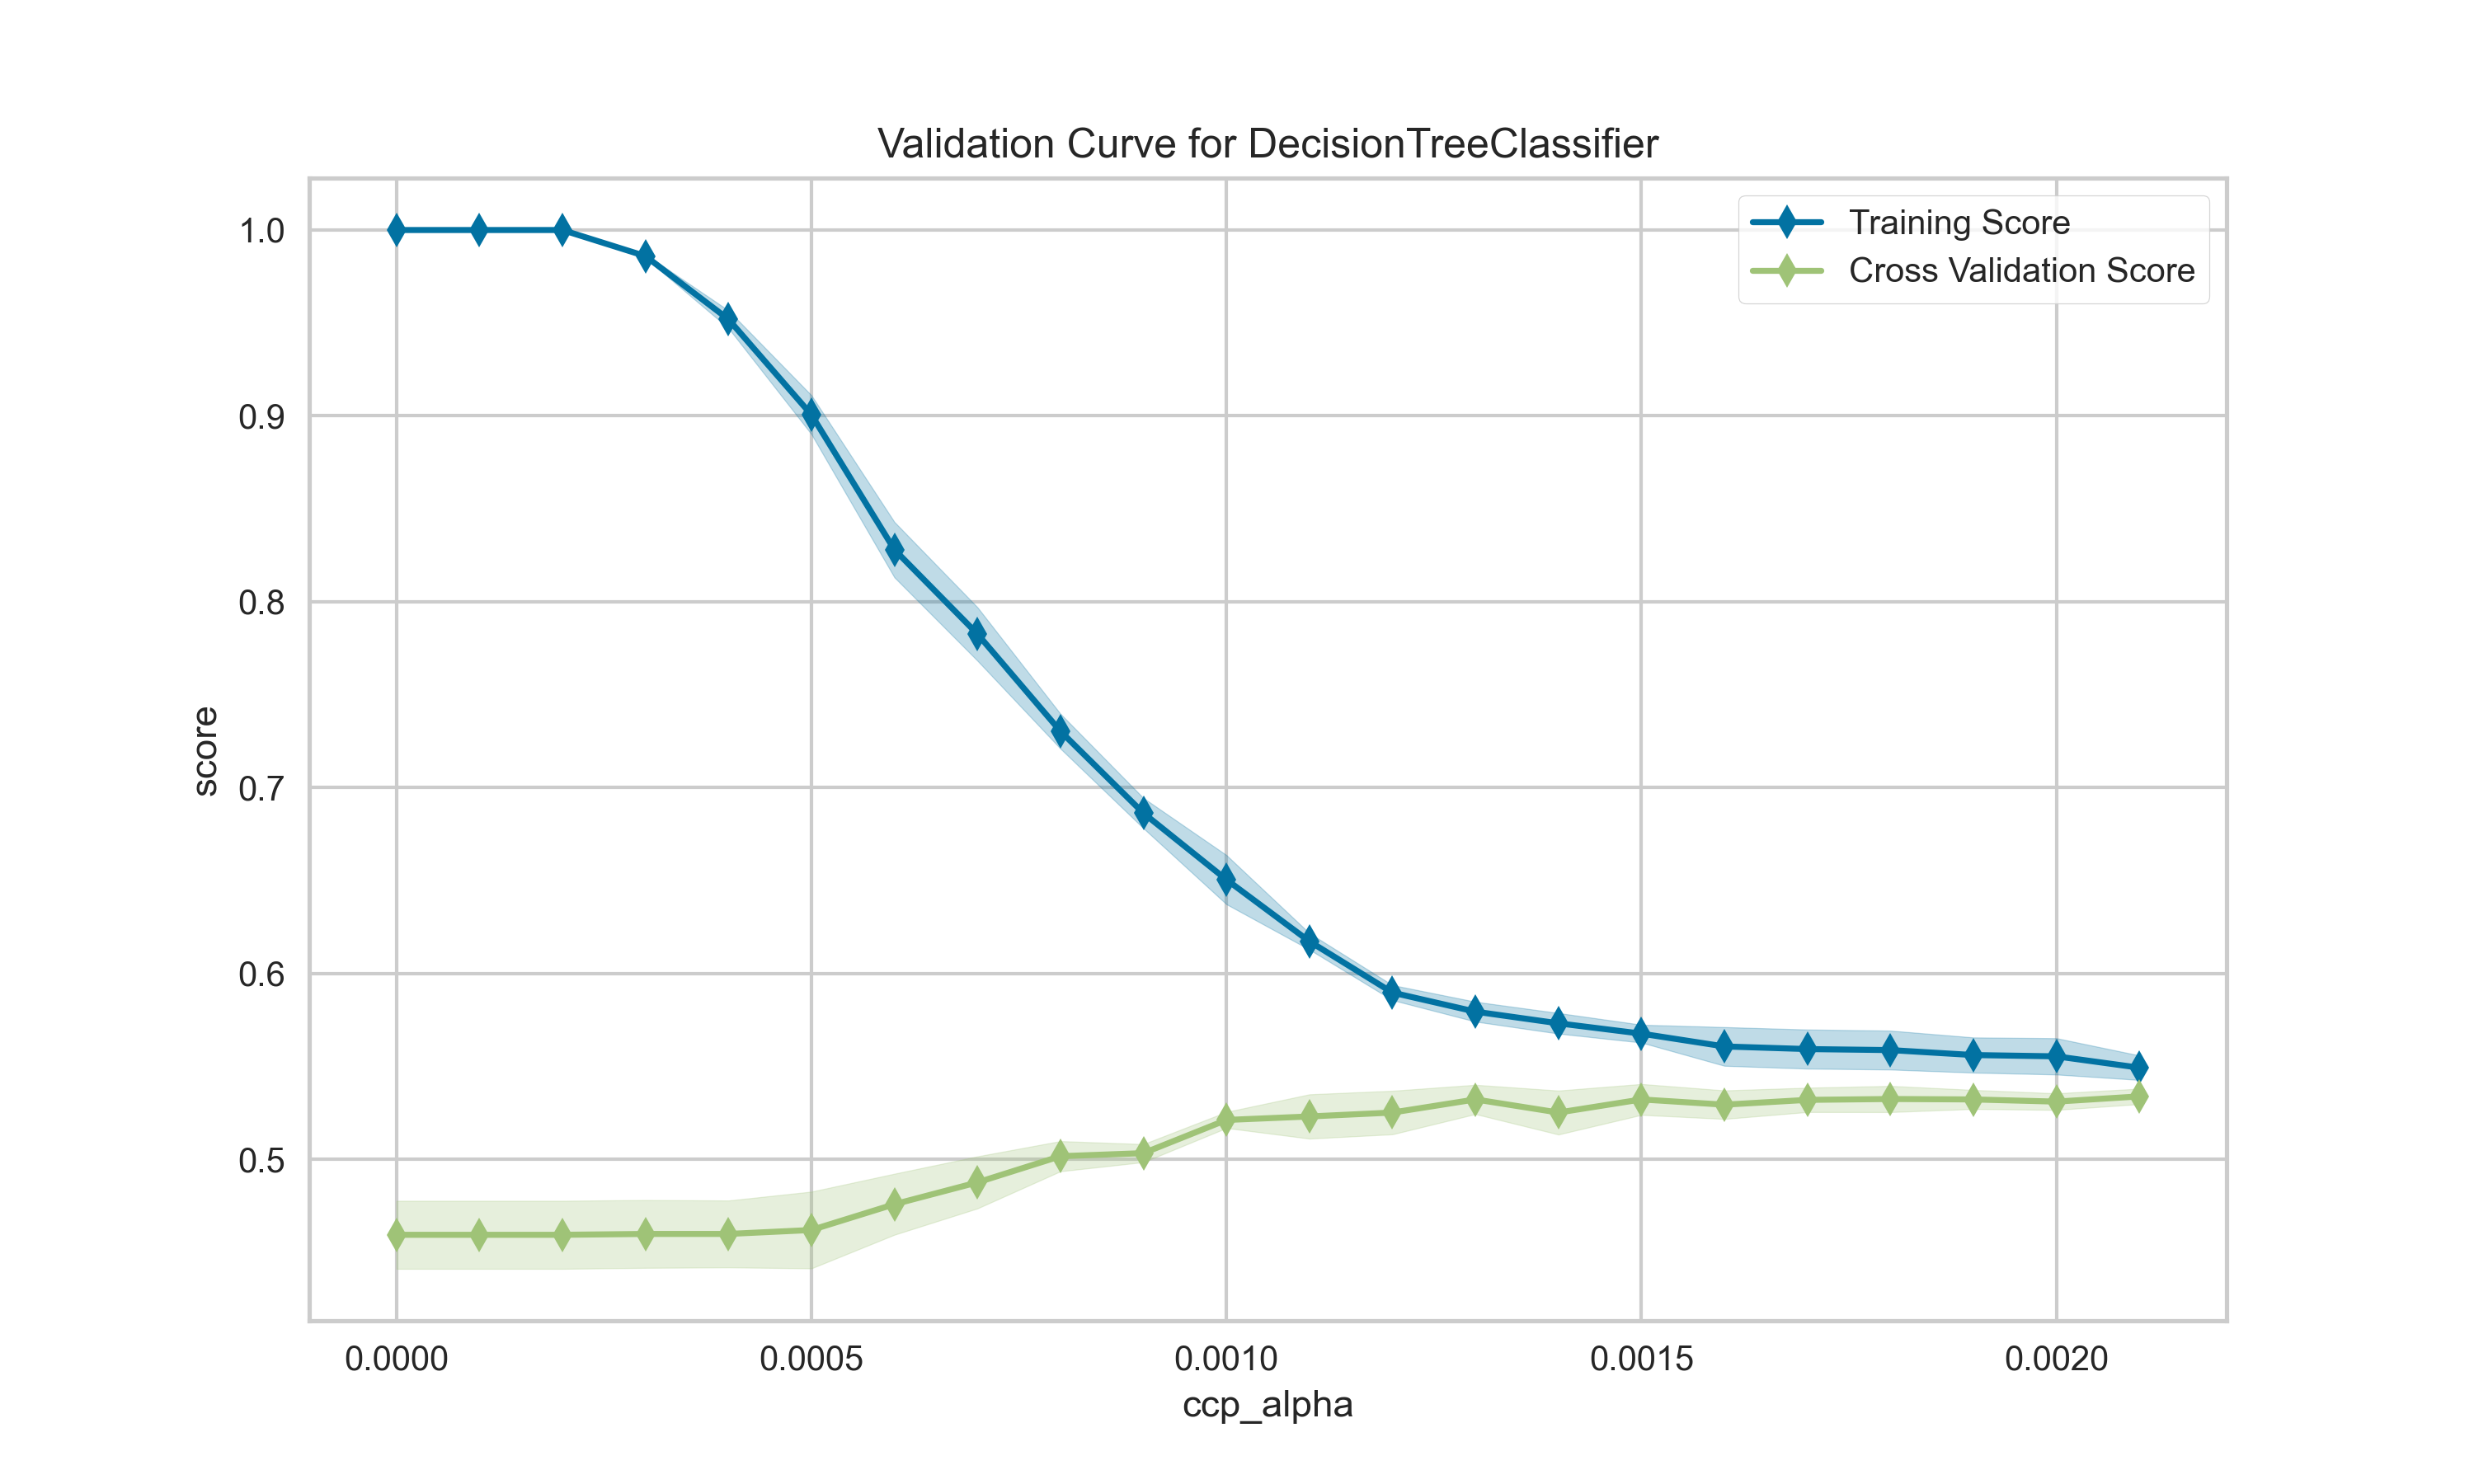 Validation Curve for DecisionTreeClassifier
Training Score
Cross Validation Score
1.0
0.9
0.8
0.7
0.6
0.5
score
0.0000 0.0005 0.0010 0.0015 0.0020
ccp_alpha